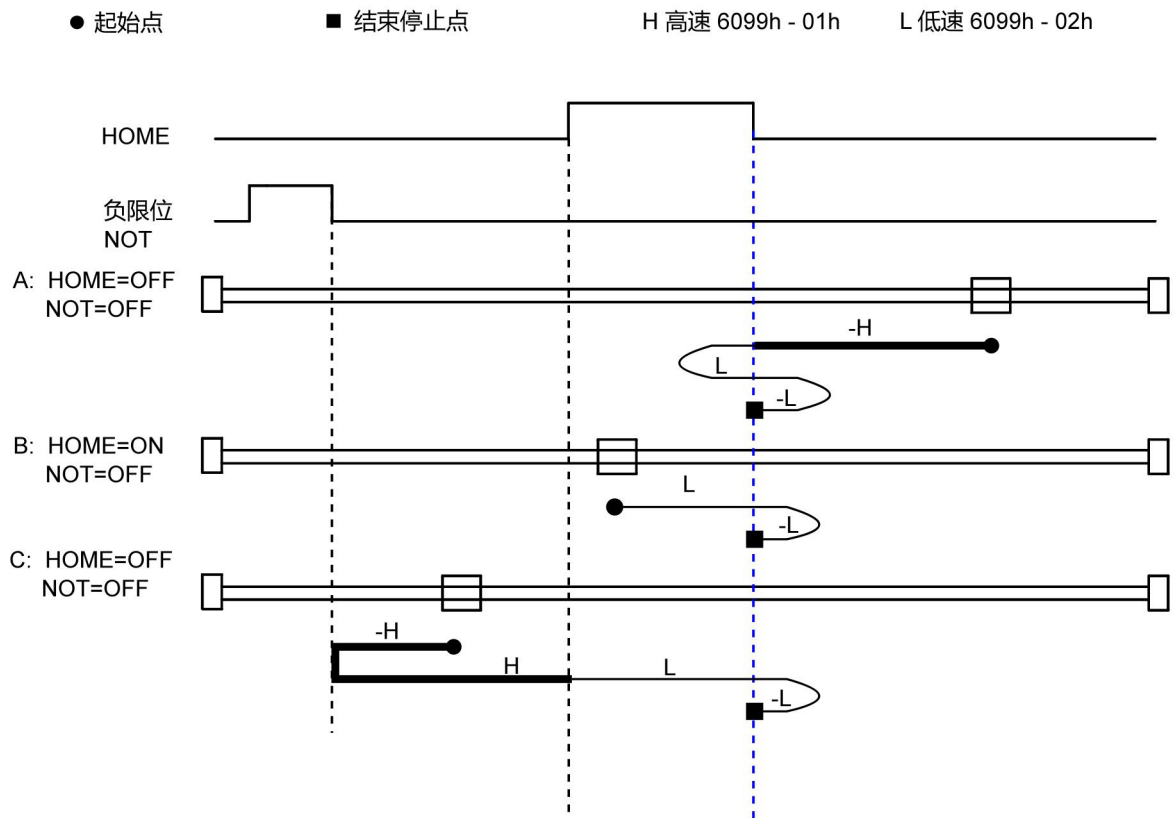 起始点
结束停止点
H 高速 6099h - 01h
L 低速 6099h - 02h
HOME
负限位
NOT
A: HOME=OFF
NOT=OFF
-H
L
-L
B: HOME=ON
NOT=OFF
L
-L
C: HOME=OFF
NOT=OFF
-H
H
L
-L